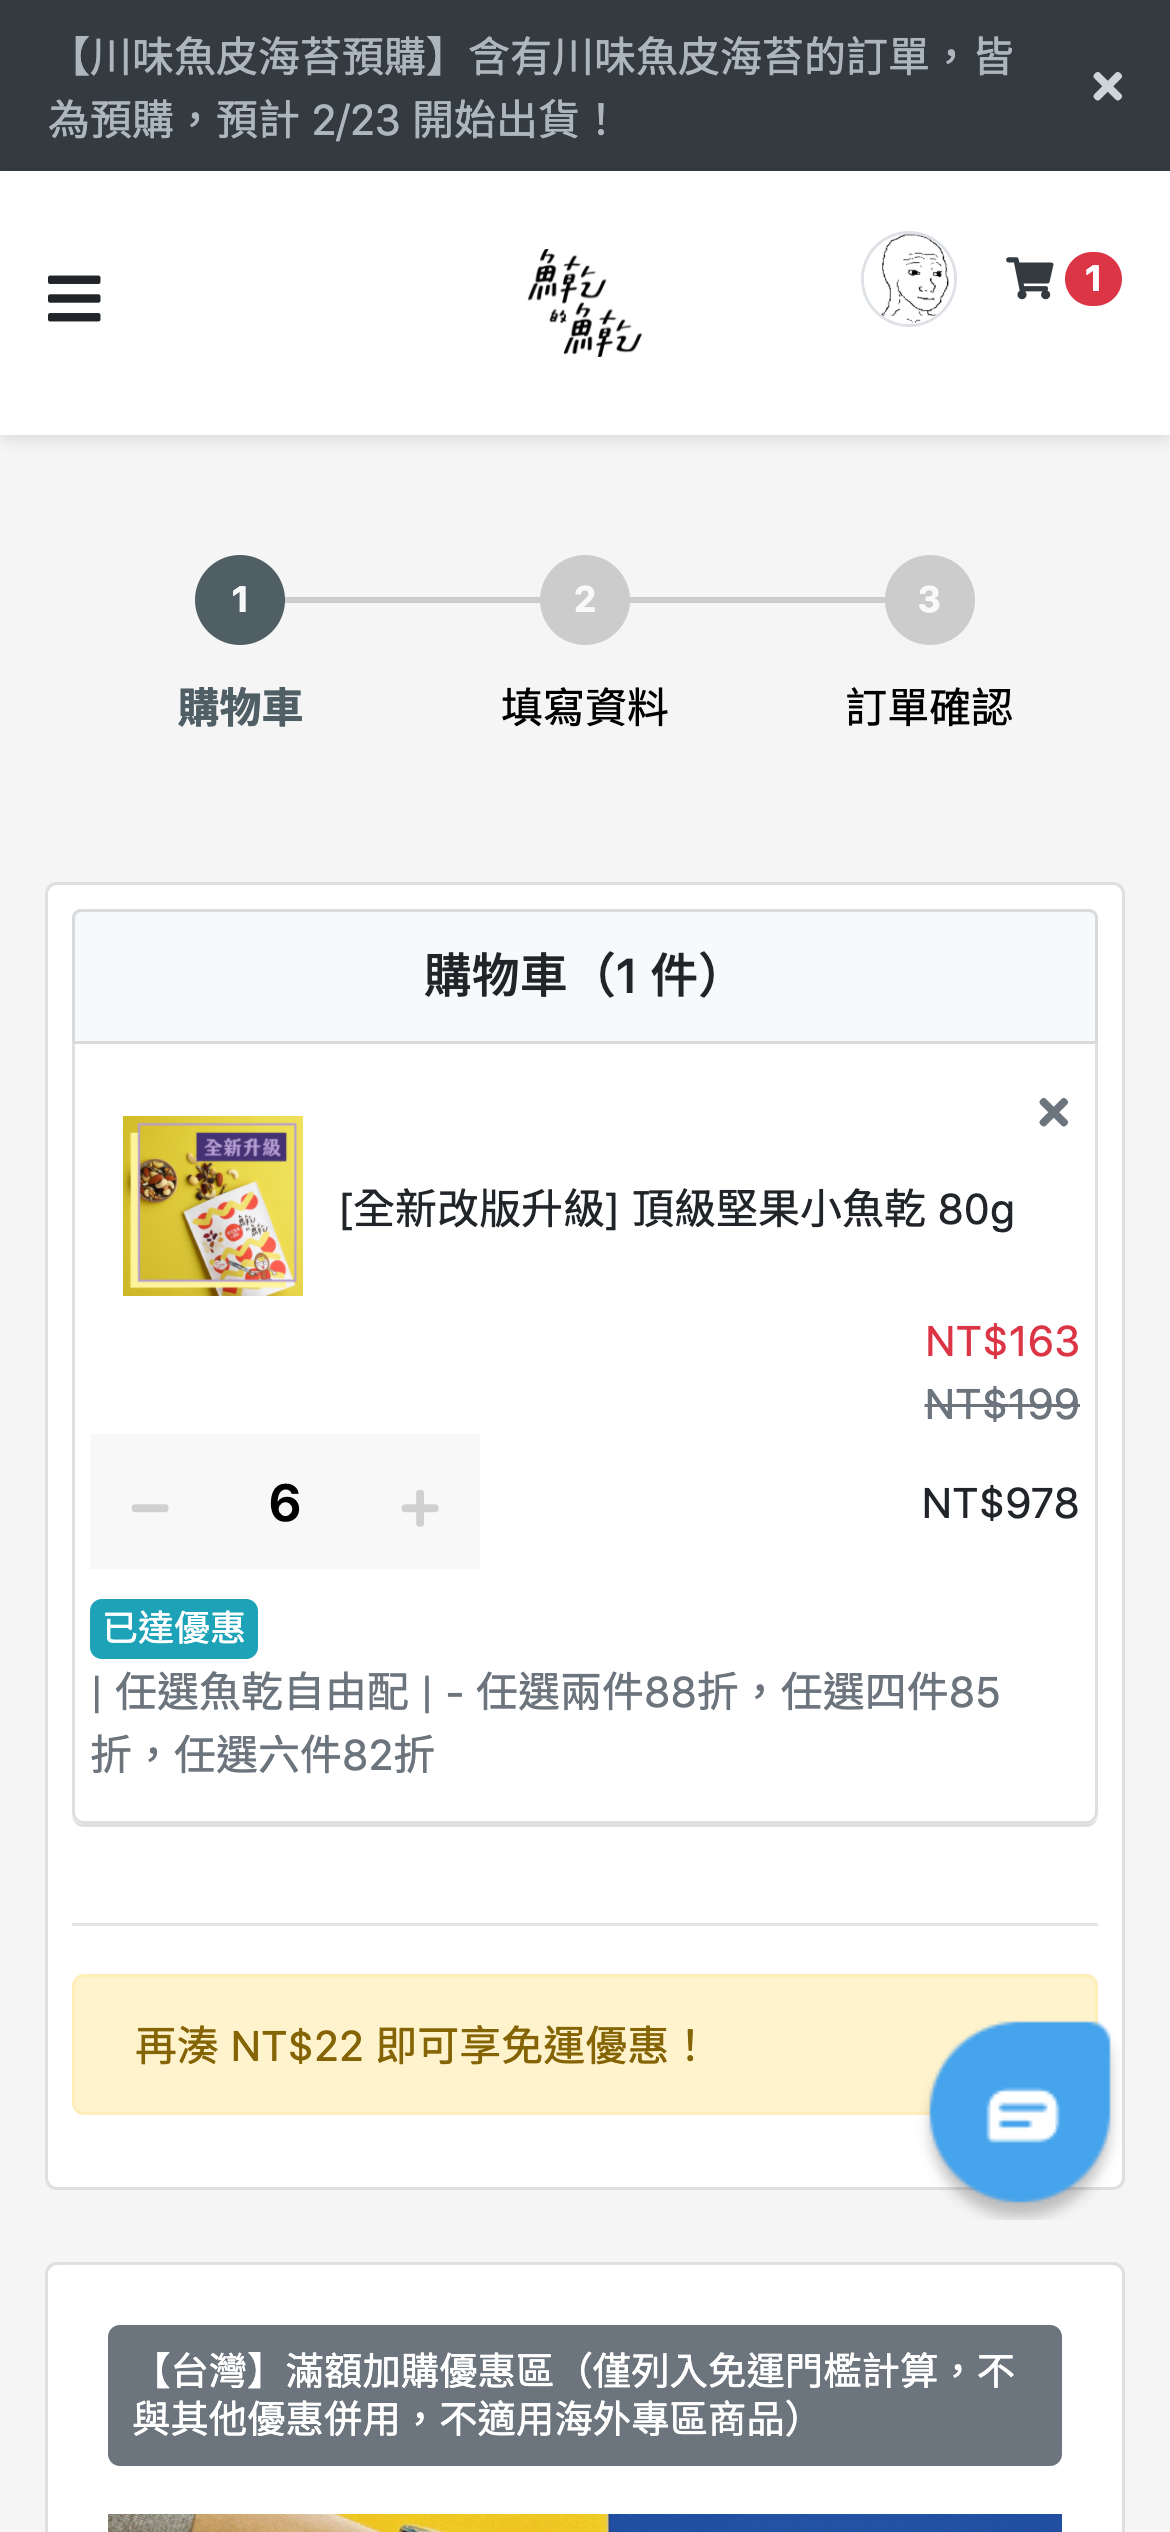 【川味魚皮海苔預購】含有川味魚皮海苔的訂單，皆
為預購，預計 2/23 開始出貨！
魚乾
的魚乾
1
1
2
3
購物車
填寫資料
訂單確認
購物車（1 件）
全新升級
[全新改版升級] 頂級堅果小魚乾 80g
NT$163
NT$199
6
NT$978
已達優惠
| 任選魚乾自由配 | - 任選兩件88折，任選四件85
折，任選六件82折
再湊 NT$22 即可享免運優惠！
【台灣】滿額加購優惠區（僅列入免運門檻計算，不
與其他優惠併用，不適用海外專區商品）